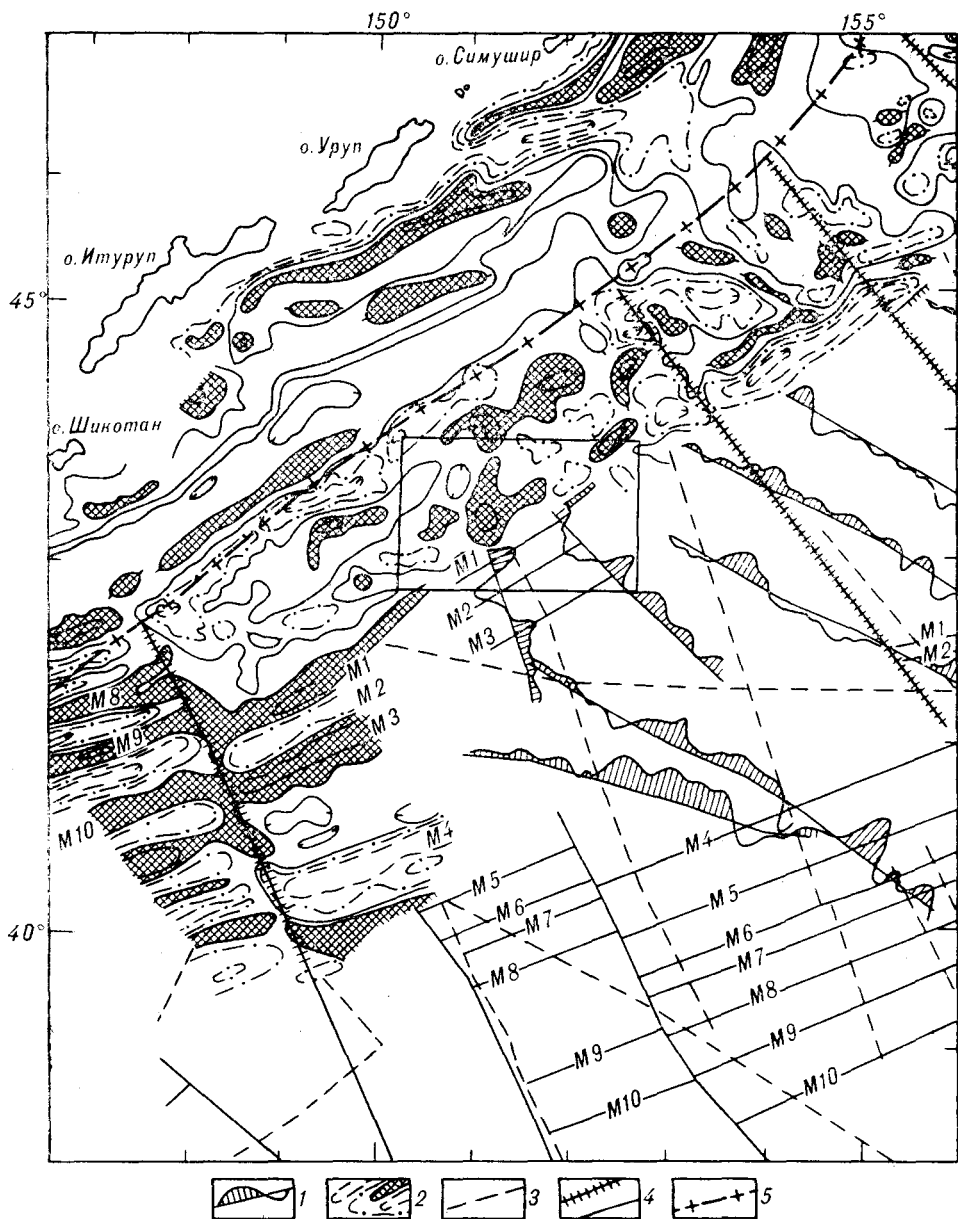 150° 155°
о. Симушир
о. Уруп
о. Итуруп
45°
о. Шикотан
M1
M2
M3
M1
M2
M1
M2
M3
M8
M9
M10
M4
M4
M5
M5
M6
M6
M7
M7
M8
M8
M9
M9
M10
M10
40°
1 2 3 4 5